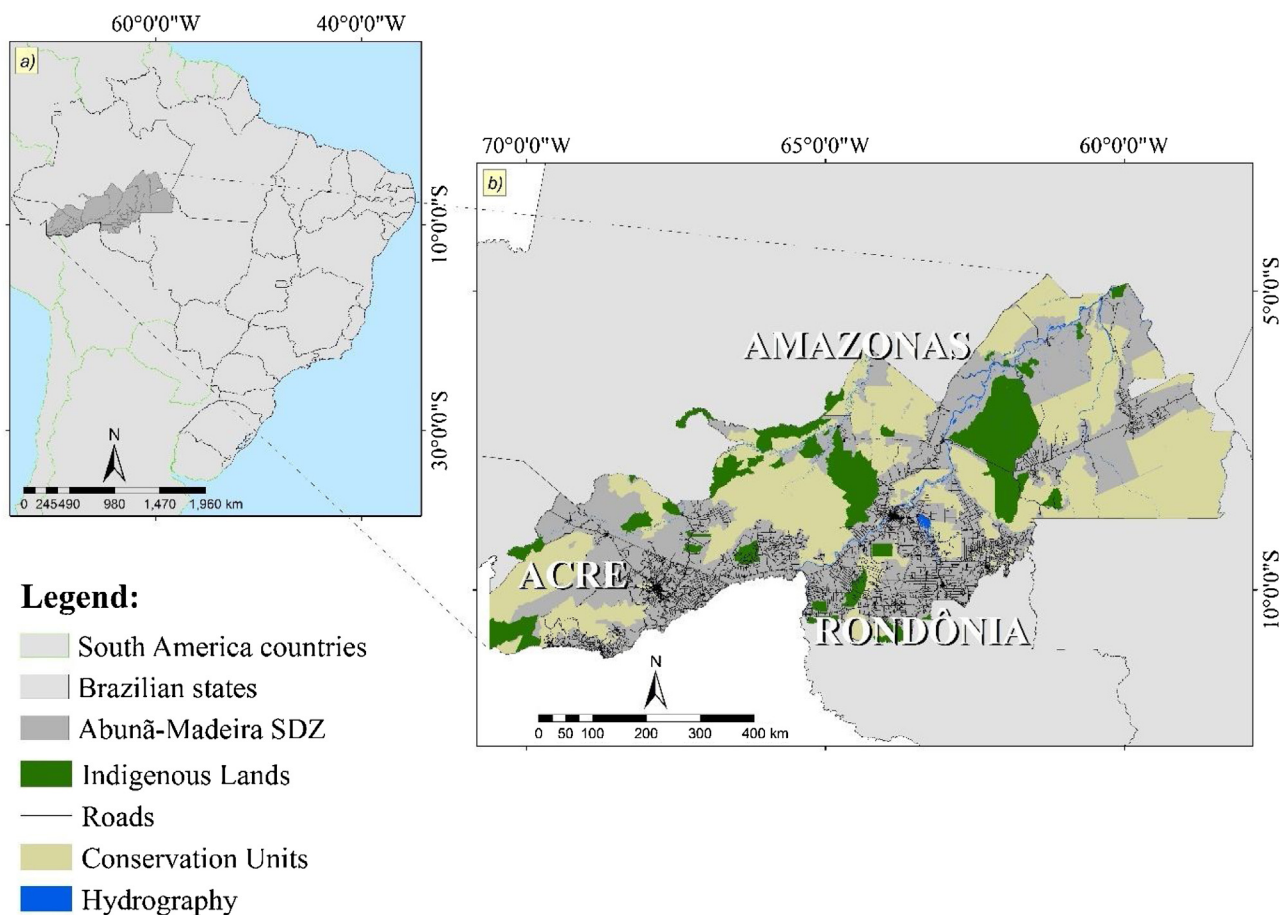 60°0'0"W 40°0'0"W
a)
10°0'0"S
30°0'0"S
N
0 245490 980 1,470 1,960 km
70°0'0"W 65°0'0"W 60°0'0"W
b)
5°0'0"S
10°0'0"S
AMAZONAS
ACRE
RONDÔNIA
N
0 50 100 200 300 400 km
Legend:
South America countries
Brazilian states
Abunã-Madeira SDZ
Indigenous Lands
Roads
Conservation Units
Hydrography